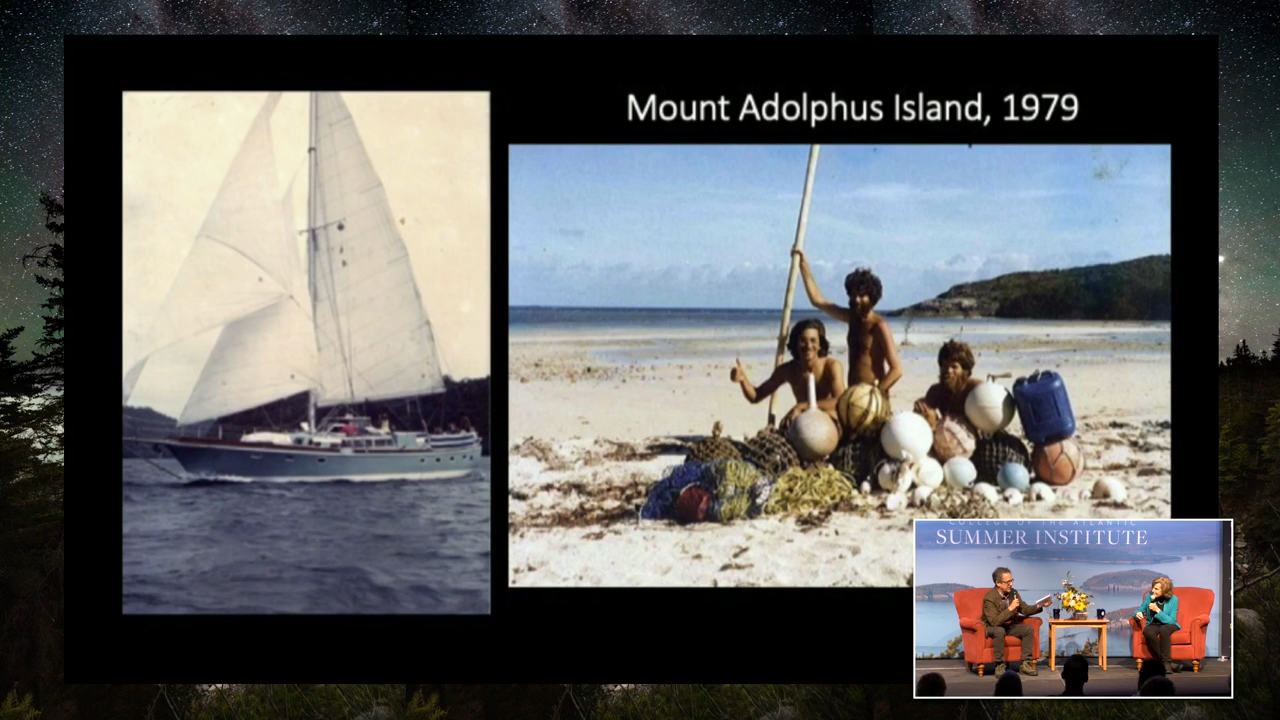 Mount Adolphus Island, 1979
COLLEGE OF THE ATLANTIC
SUMMER INSTITUTE